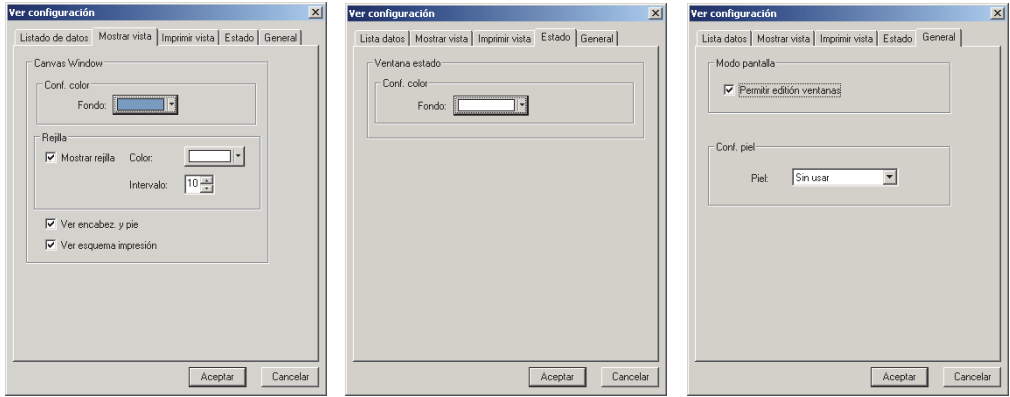 Ver configuración
Listado de datos Mostrar vista Imprimir vista Estado General
Canvas Window
Conf. color
Fondo:
Rejilla
Mostrar rejilla Color:
Intervalo: 10
Ver encabez. y pie
Ver esquema impresión
Aceptar Cancelar
Ver configuración
Lista datos Mostrar vista Imprimir vista Estado General
Ventana estado
Conf. color
Fondo:
Aceptar Cancelar
Ver configuración
Lista datos Mostrar vista Imprimir vista Estado General
Modo pantalla
Permitir editión ventanas
Conf. piel
Piel: Sin usar
Aceptar Cancelar